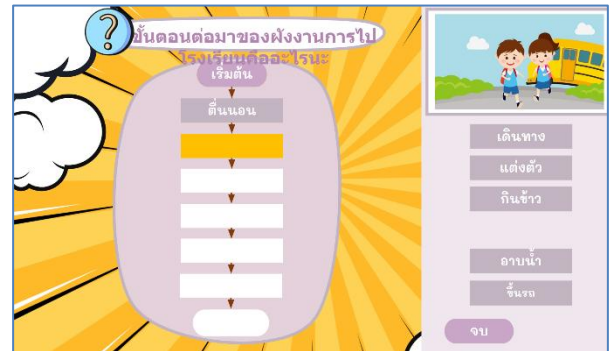 ?
ขั้นตอนต่อมาของผังงานการไป
โรงเรียนคืออะไรนะ
เริ่มต้น
ตื่นนอน
เดินทาง
แต่งตัว
กินข้าว
อาบน้ำ
ขึ้นรถ
จบ